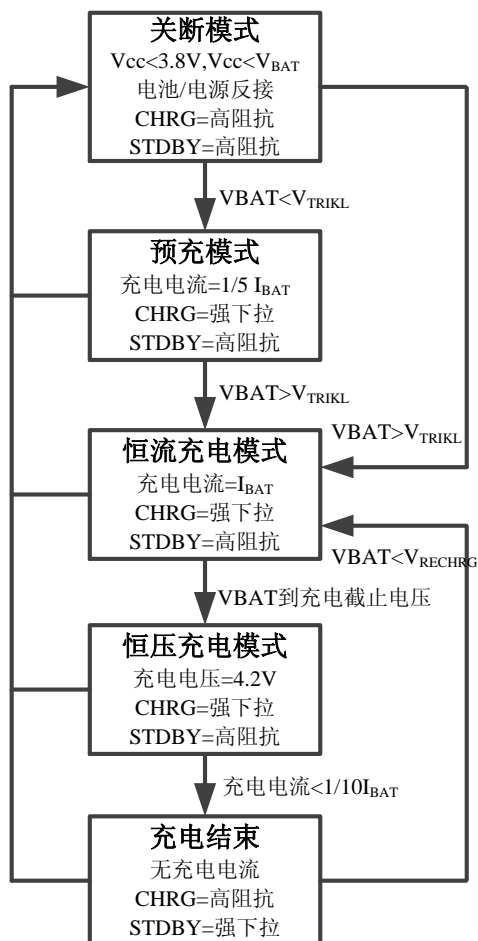 关断模式
Vcc<3.8V,Vcc<VBAT
电池/电源反接
CHRG=高阻抗
STDBY=高阻抗
VBAT<VTRIKL
预充模式
充电电流=1/5 IBAT
CHRG=强下拉
STDBY=高阻抗
VBAT>VTRIKL
VBAT>VTRIKL
恒流充电模式
充电电流=IBAT
CHRG=强下拉
STDBY=高阻抗
VBAT<VRECHRG
VBAT到充电截止电压
恒压充电模式
充电电压=4.2V
CHRG=强下拉
STDBY=高阻抗
充电电流<1/10IBAT
充电结束
无充电电流
CHRG=高阻抗
STDBY=强下拉